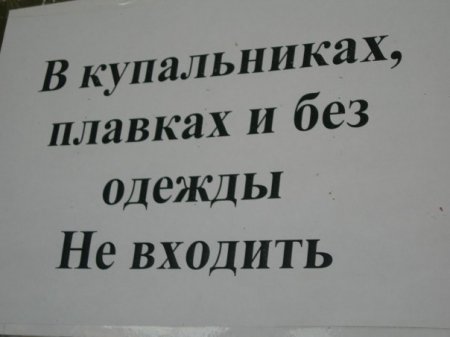 В купальниках,
плавках и без
одежды
Не входить